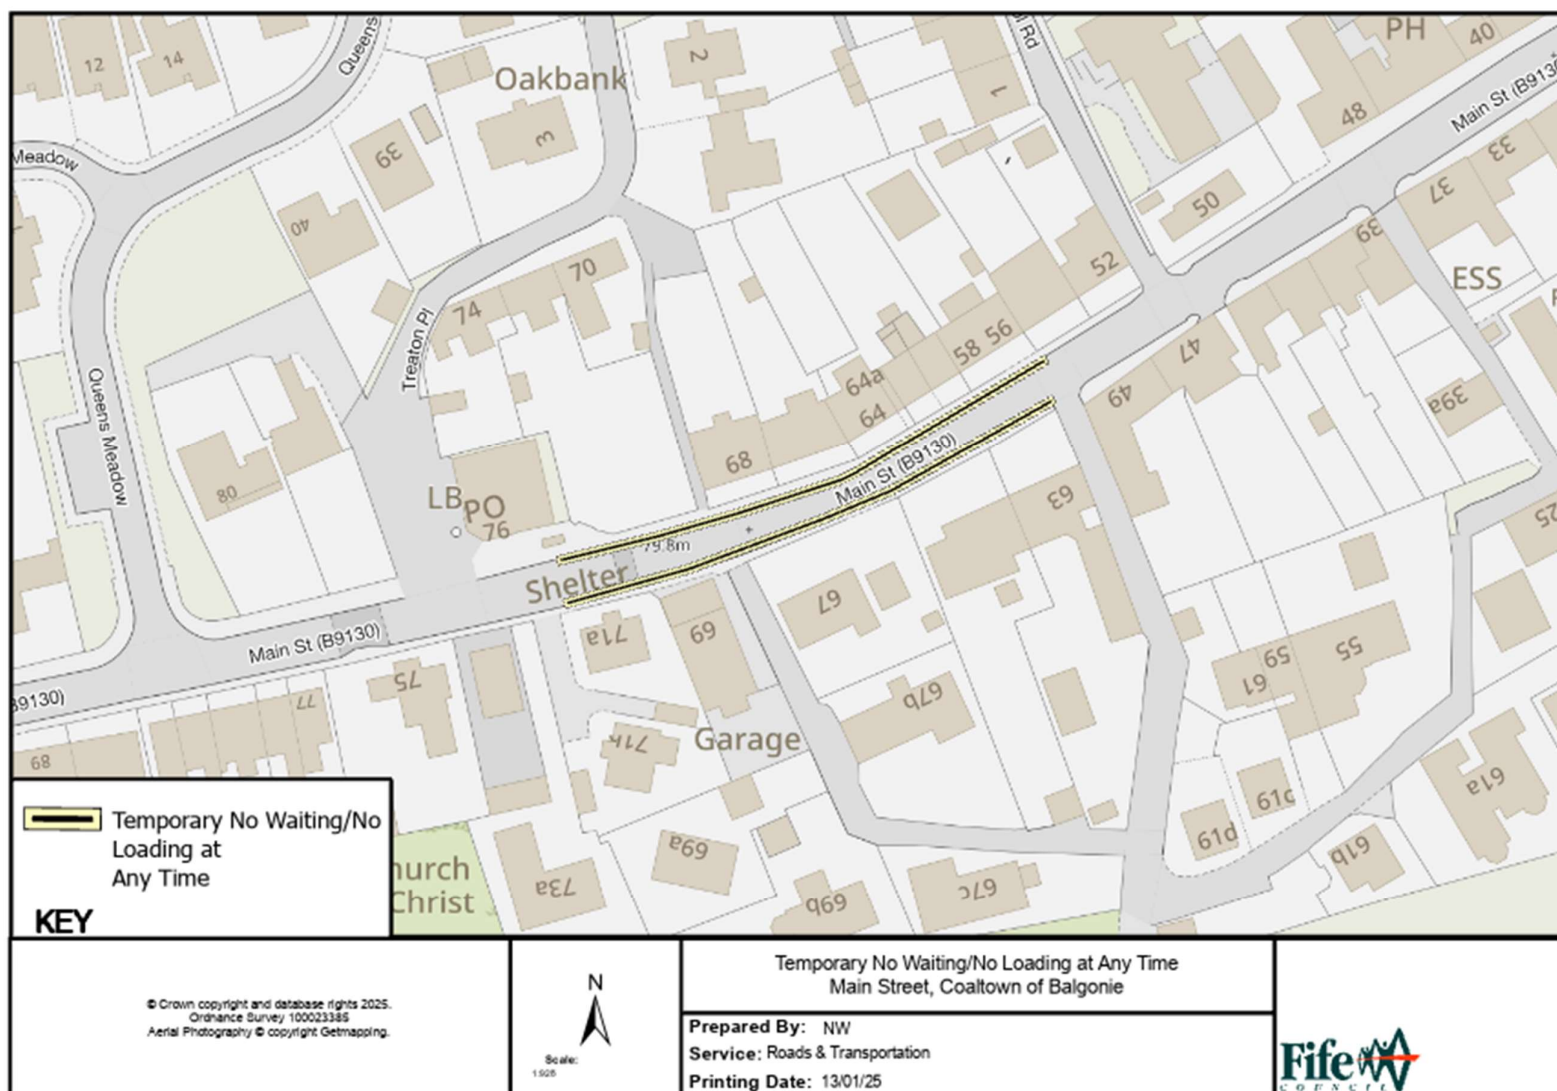 PH
40
12
14
Queens
Oakbank
2
1
Main St (B9130
48
33
3
39
Meadow
37
50
40
39
52
ESS
70
74
Treaton Pl
56
58
47
64a
64
49
39a
Queens Meadow
68
Main St (B9130)
80
LB
PO
76
63
79.8m
Shelter
67
71a
69
Main St (B9130)
59
55
61
75
67b
B9130)
77
71k
Garage
89
61a
61c
61d
61b
69a
hurch
Christ
73a
69b
67c
25
Temporary No Waiting/No
Loading at
Any Time
KEY
© Crown copyright and database rights 2025.
Ordnance Survey 100023385
Aerial Photography © copyright Getmapping.
N
Scale:
Temporary No Waiting/No Loading at Any Time
Main Street, Coaltown of Balgonie
Prepared By: NW
Service: Roads & Transportation
Printing Date: 13/01/25
Fife
COUNCIL